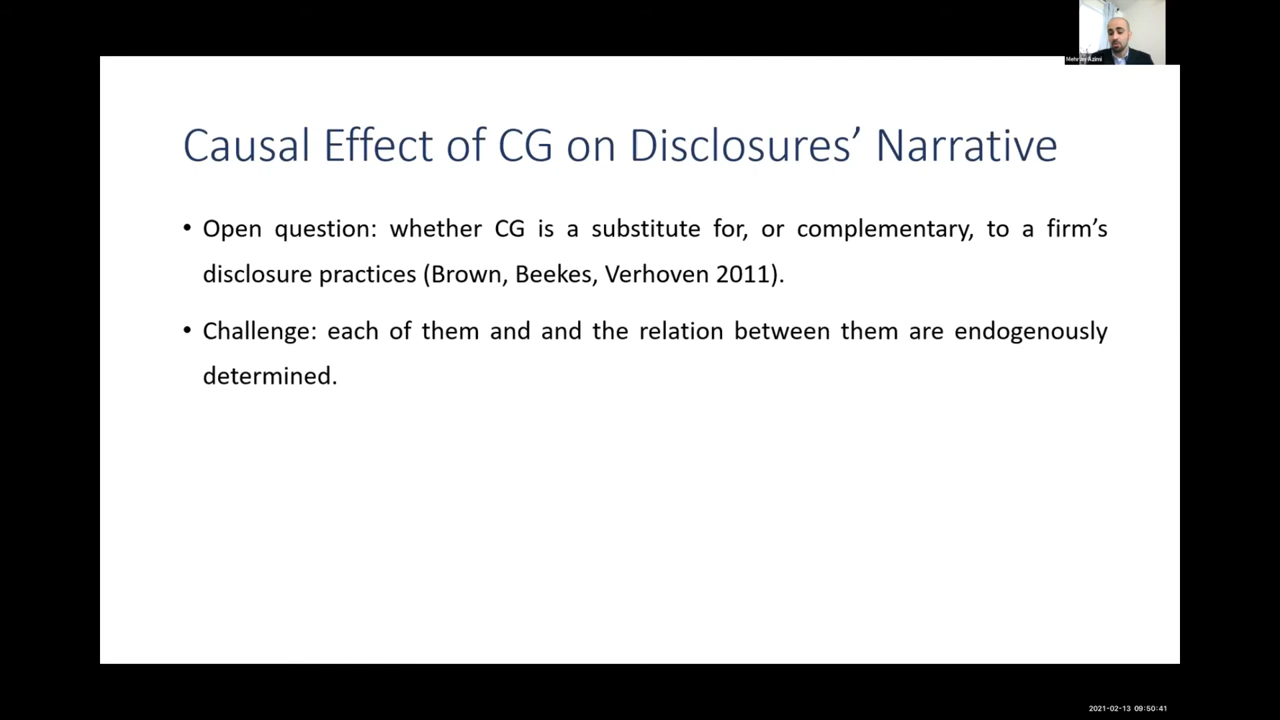 Causal Effect of CG on Disclosures’ Narrative
• Open question: whether CG is a substitute for, or complementary, to a firm’s
disclosure practices (Brown, Beekes, Verhoven 2011).
• Challenge: each of them and and the relation between them are endogenously
determined.
Azimi
2021-02-13 09:50:41